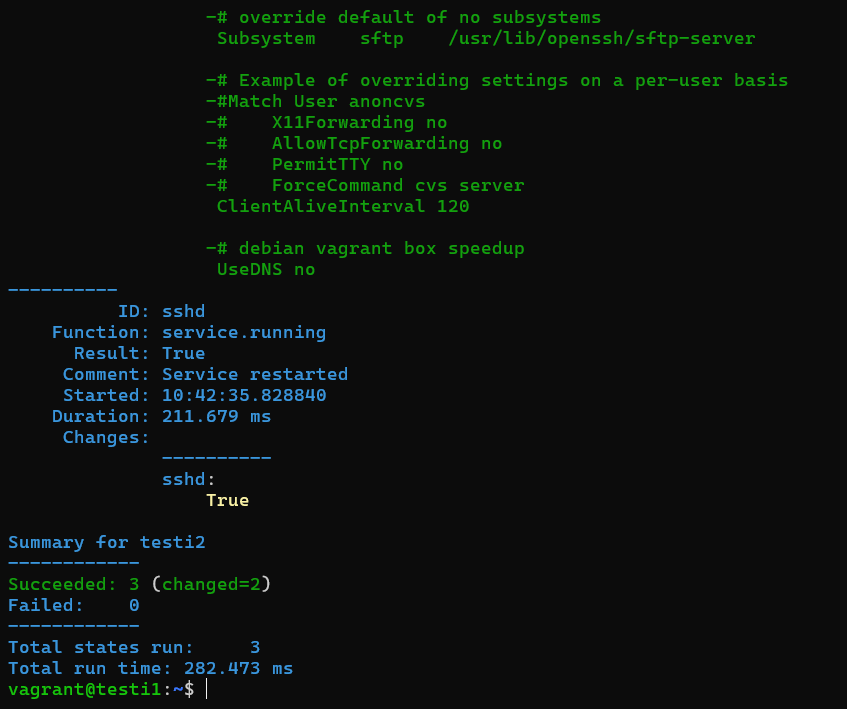 -# override default of no subsystems
Subsystem    sftp    /usr/lib/openssh/sftp-server
-# Example of overriding settings on a per-user basis
-#Match User anoncvs
-#    X11Forwarding no
-#    AllowTcpForwarding no
-#    PermitTTY no
-#    ForceCommand cvs server
ClientAliveInterval 120
-# debian vagrant box speedup
UseDNS no
----------
ID: sshd
Function: service.running
Result: True
Comment: Service restarted
Started: 10:42:35.828840
Duration: 211.679 ms
Changes:
----------
sshd:
True
Summary for testi2
------------
Succeeded: 3 (changed=2)
Failed:    0
------------
Total states run:     3
Total run time: 282.473 ms
vagrant@testi1:~$